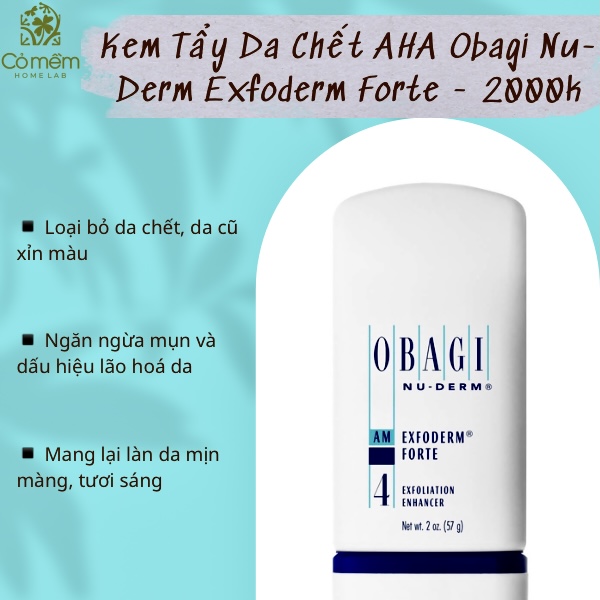 Cỏ mềm
HOME LAB
Kem Tẩy Da Chết AHA Obagi Nu-
Derm Exfoderm Forte - 2000k
▪ Loại bỏ da chết, da cũ
xỉn màu
▪ Ngăn ngừa mụn và
dấu hiệu lão hoá da
▪ Mang lại làn da mịn
màng, tươi sáng
OBAGI
NU-DERM®
AM EXFODERM®
FORTE
4 EXFOLIATION
ENHANCER
Net wt. 2 oz. (57 g)